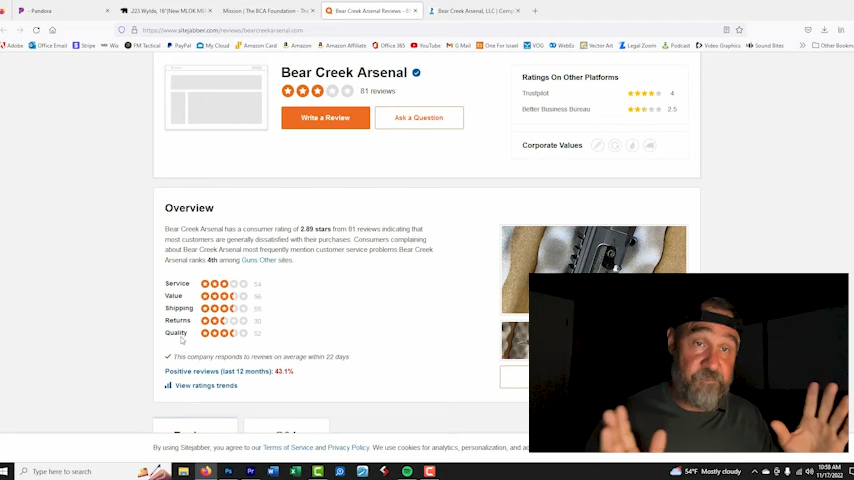 Pandora
.223 Wylde, 16"|New MLOK M
Mission | The BCA Foundation - Th
Bear Creek Arsenal Reviews - 8
Bear Creek Arsenal, LLC | Comp
https://www.sitejabber.com/reviews/bearcreekarsenal.com
Adobe
Office Email
Stripe
Box
FM Tactical
PayPal
My Cloud
Amazon Card
Amazon
Amazon Affiliate
Office 365
YouTube
G Mail
One For Israel
VOG
WebEx
Vector Art
Legal Zoom
Podcast
Video Graphics
Sound Bites
Other Bookm
Bear Creek Arsenal
81 reviews
Write a Review
Ask a Question
Ratings On Other Platforms
Trustpilot 4
Better Business Bureau 2.5
Corporate Values
Overview
Bear Creek Arsenal has a consumer rating of 2.89 stars from 81 reviews indicating that
most customers are generally dissatisfied with their purchases. Consumers complaining
about Bear Creek Arsenal most frequently mention customer service problems Bear Creek
Arsenal ranks 4th among Guns Other sites.
Service 54
Value 56
Shipping 55
Returns 30
Quality 52
This company responds to reviews on average within 22 days
Positive reviews (last 12 months): 43.1%
View ratings trends
By using Sitejabber, you agree to our Terms of Service and Privacy Policy. We use cookies for analytics, personalization, and ad
Type here to search
54°F Mostly cloudy
10:58 AM
11/17/2022